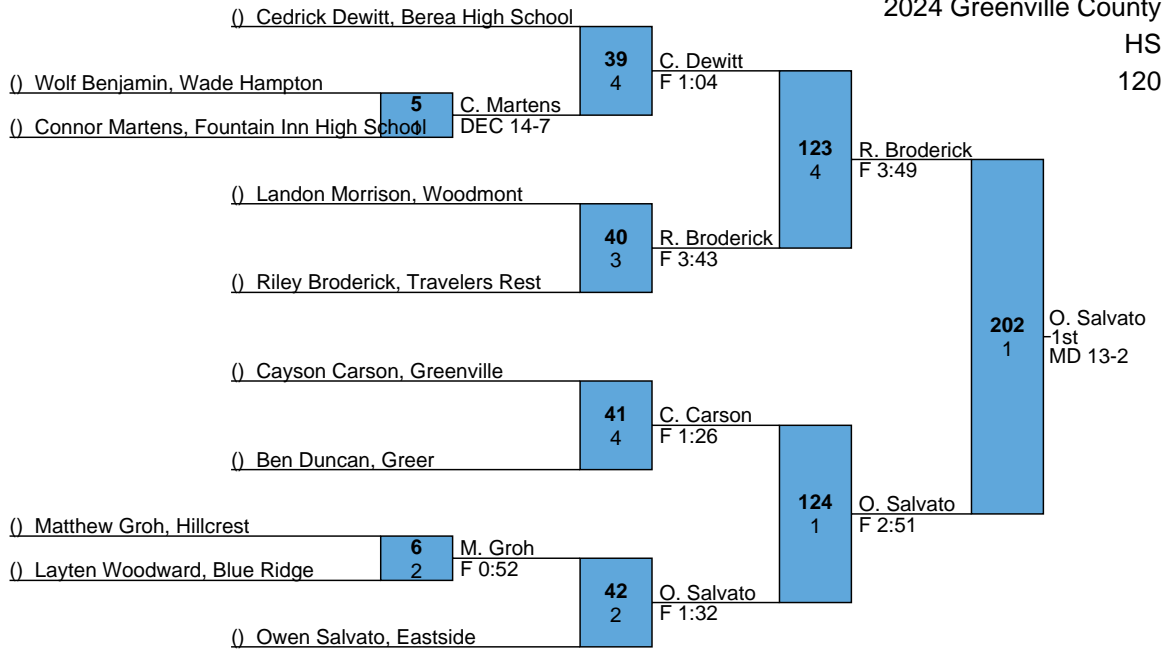 2024 Greenville County
HS
120
() Cedrick Dewitt, Berea High School
39
4
C. Dewitt
F 1:04
() Wolf Benjamin, Wade Hampton
5
1
C. Martens
DEC 14-7
() Connor Martens, Fountain Inn High School
123
4
R. Broderick
F 3:49
() Landon Morrison, Woodmont
40
3
R. Broderick
F 3:43
() Riley Broderick, Travelers Rest
202
1
O. Salvato
1st
MD 13-2
() Cayson Carson, Greenville
41
4
C. Carson
F 1:26
() Ben Duncan, Greer
124
1
O. Salvato
F 2:51
() Matthew Groh, Hillcrest
6
2
M. Groh
F 0:52
() Layten Woodward, Blue Ridge
42
2
O. Salvato
F 1:32
() Owen Salvato, Eastside